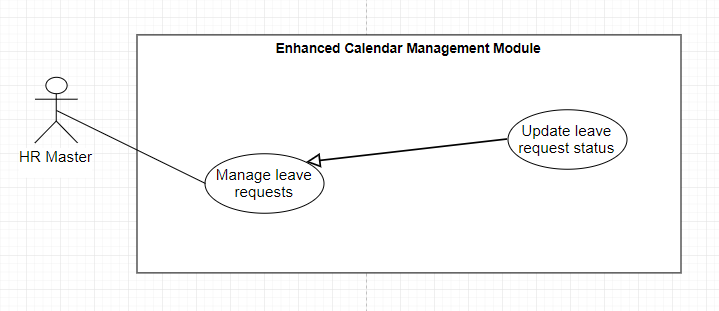 Enhanced Calendar Management Module
HR Master
Manage leave
requests
Update leave
request status